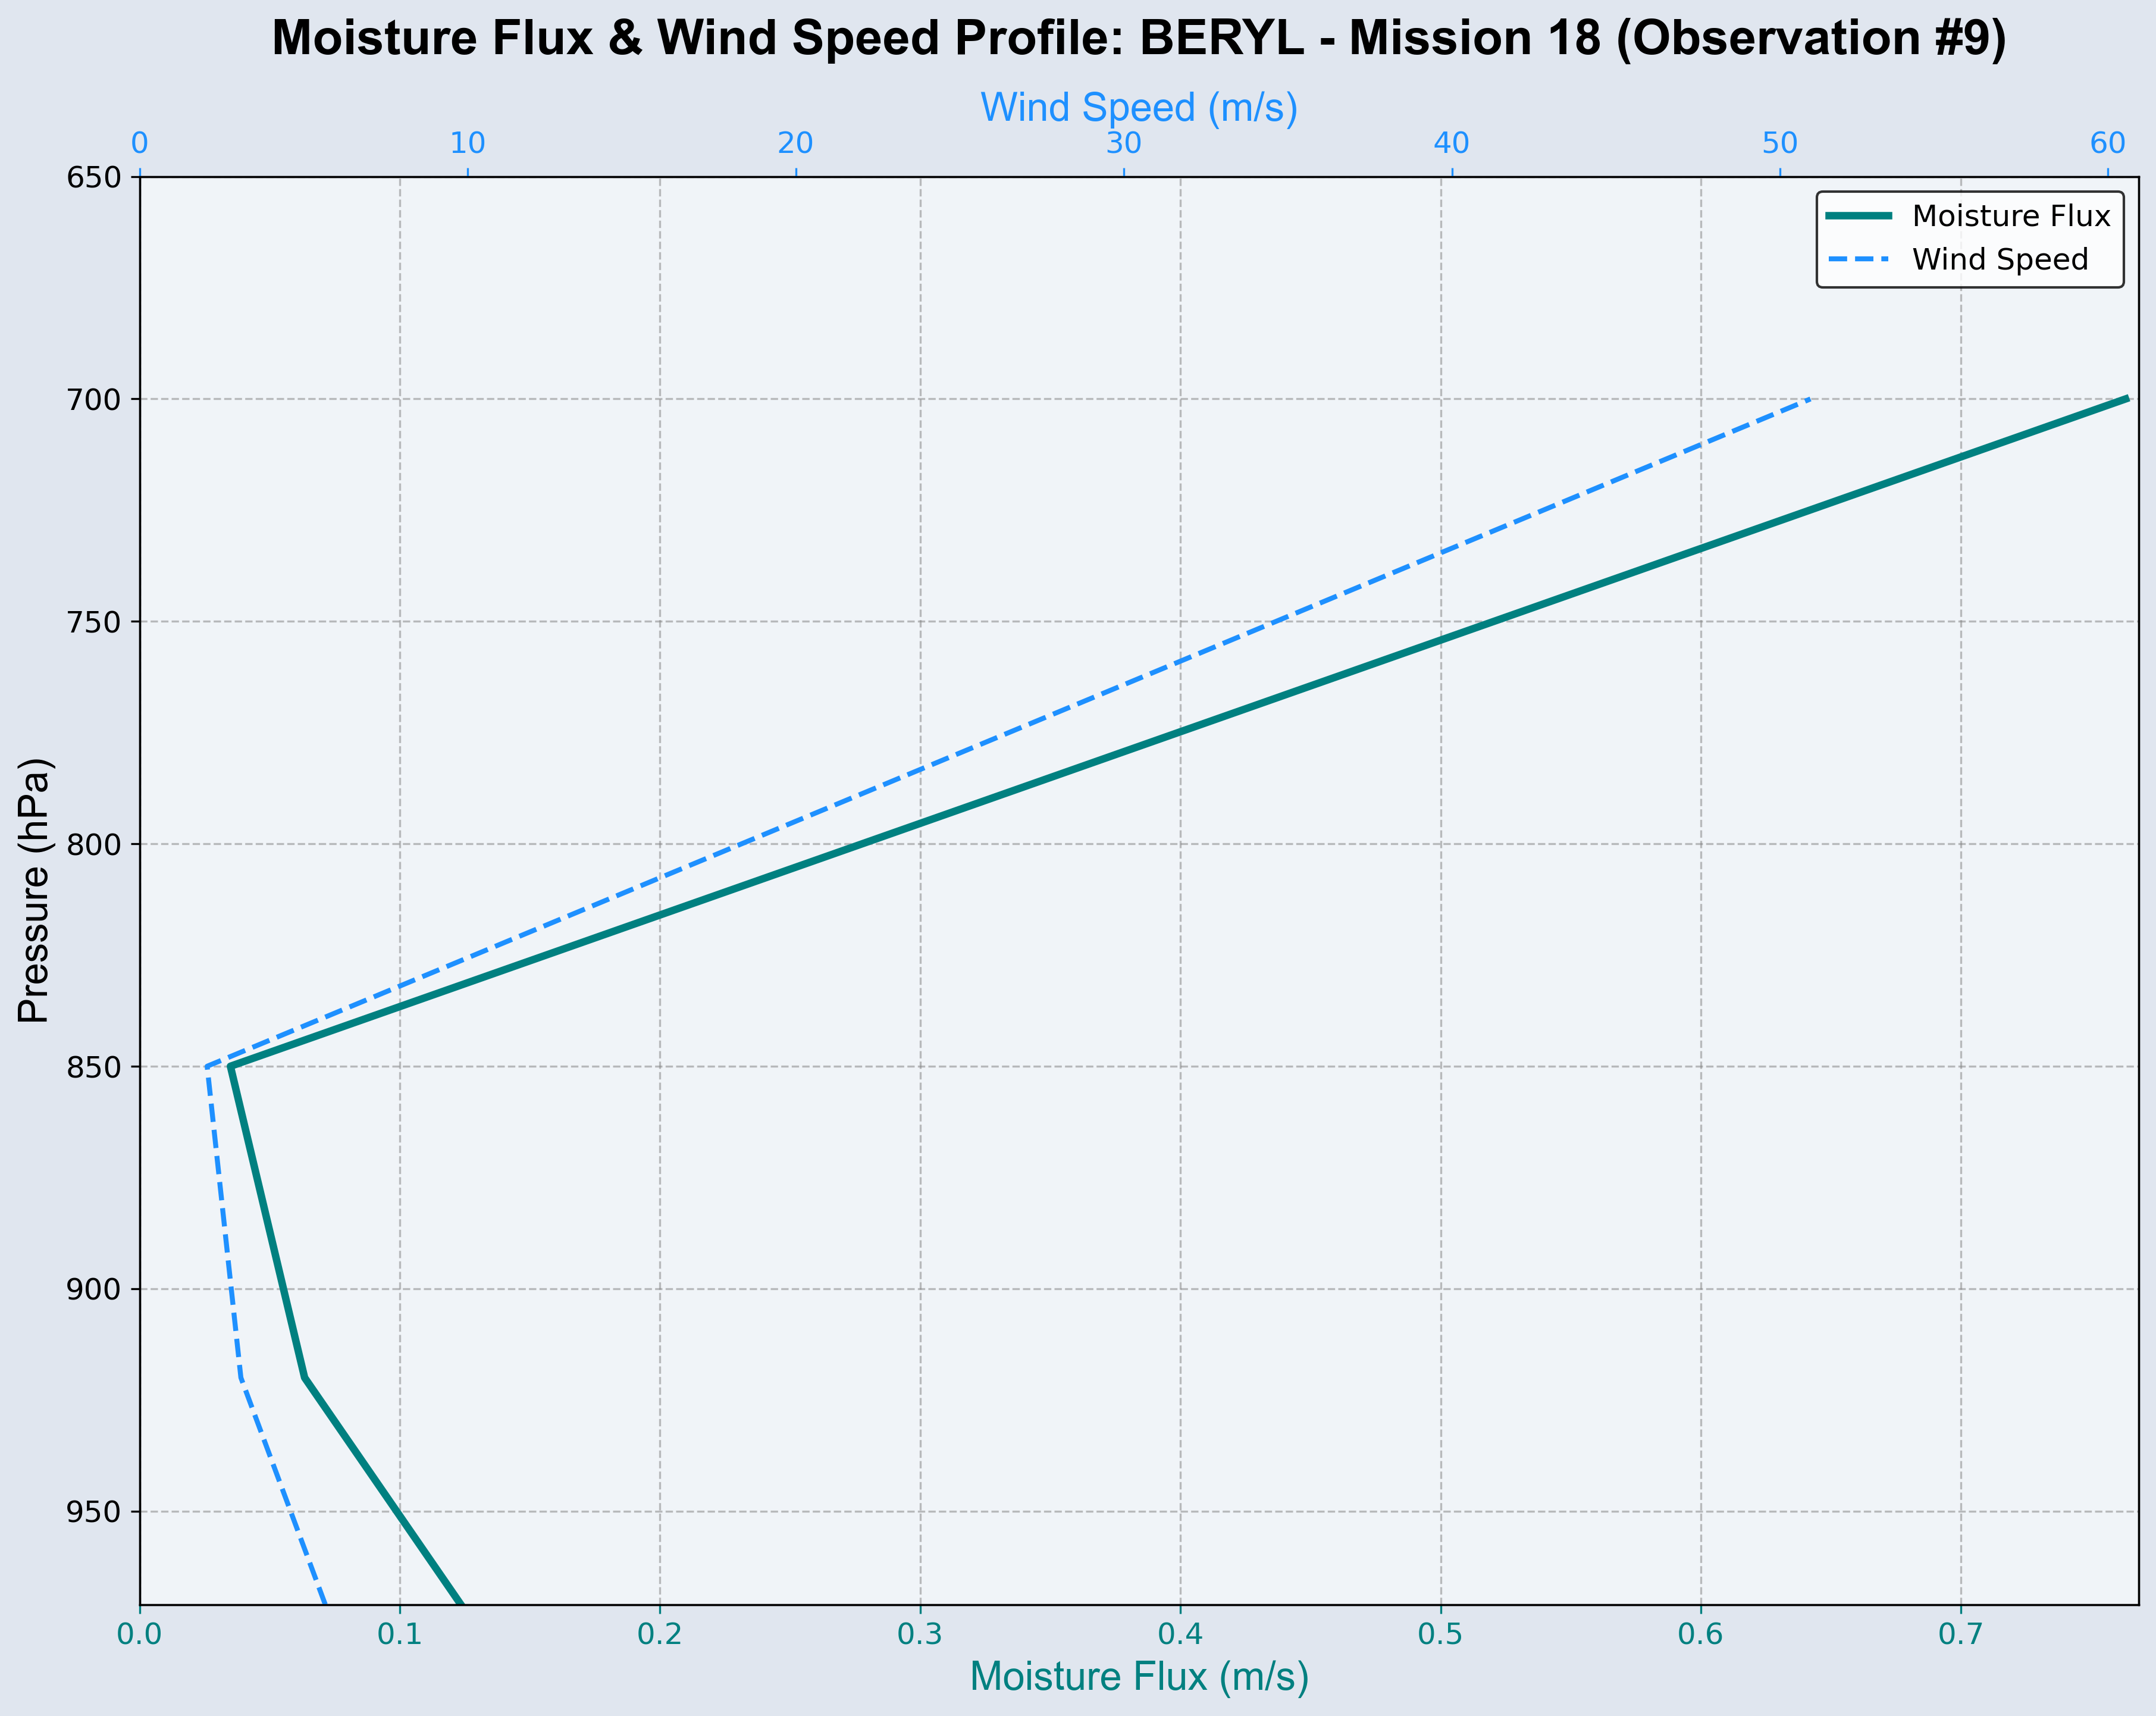 Moisture Flux & Wind Speed Profile: BERYL - Mission 18 (Observation #9)
Wind Speed (m/s)
0 10 20 30 40 50 60
Moisture Flux
Wind Speed
650
700
750
800
850
900
950
Pressure (hPa)
0.0 0.1 0.2 0.3 0.4 0.5 0.6 0.7
Moisture Flux (m/s)